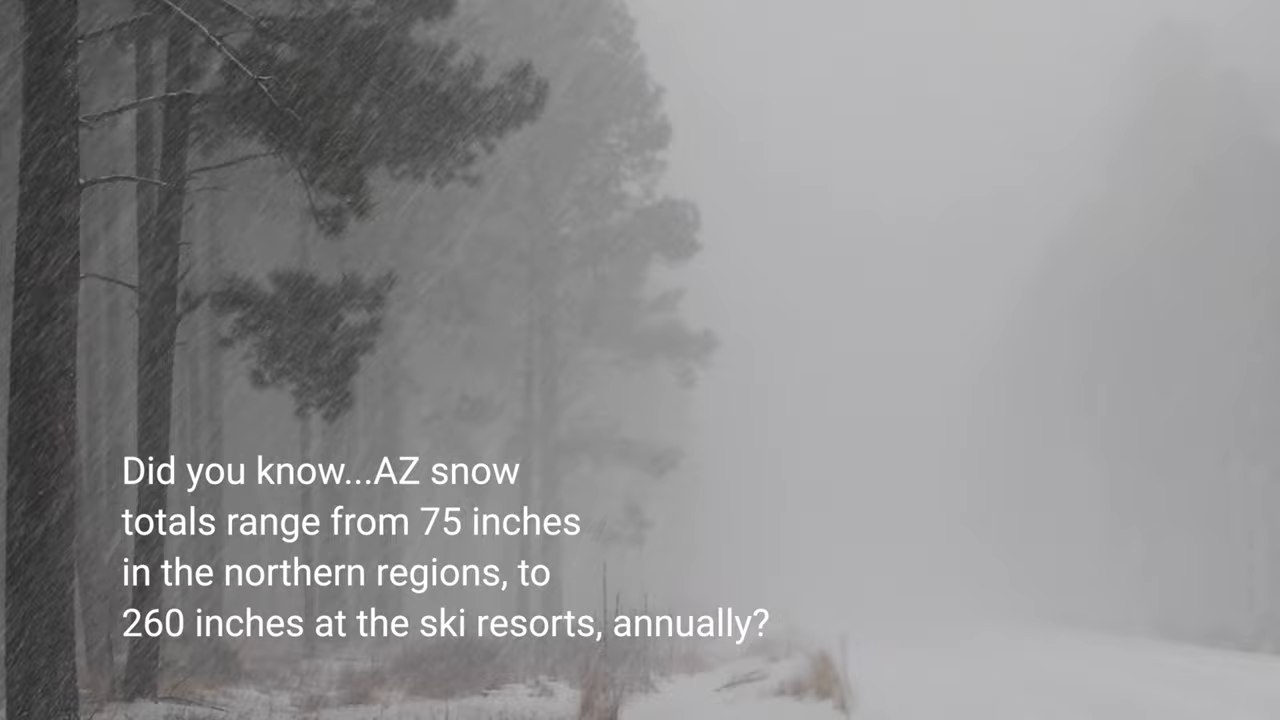 Did you know...AZ snow
totals range from 75 inches
in the northern regions, to
260 inches at the ski resorts, annually?